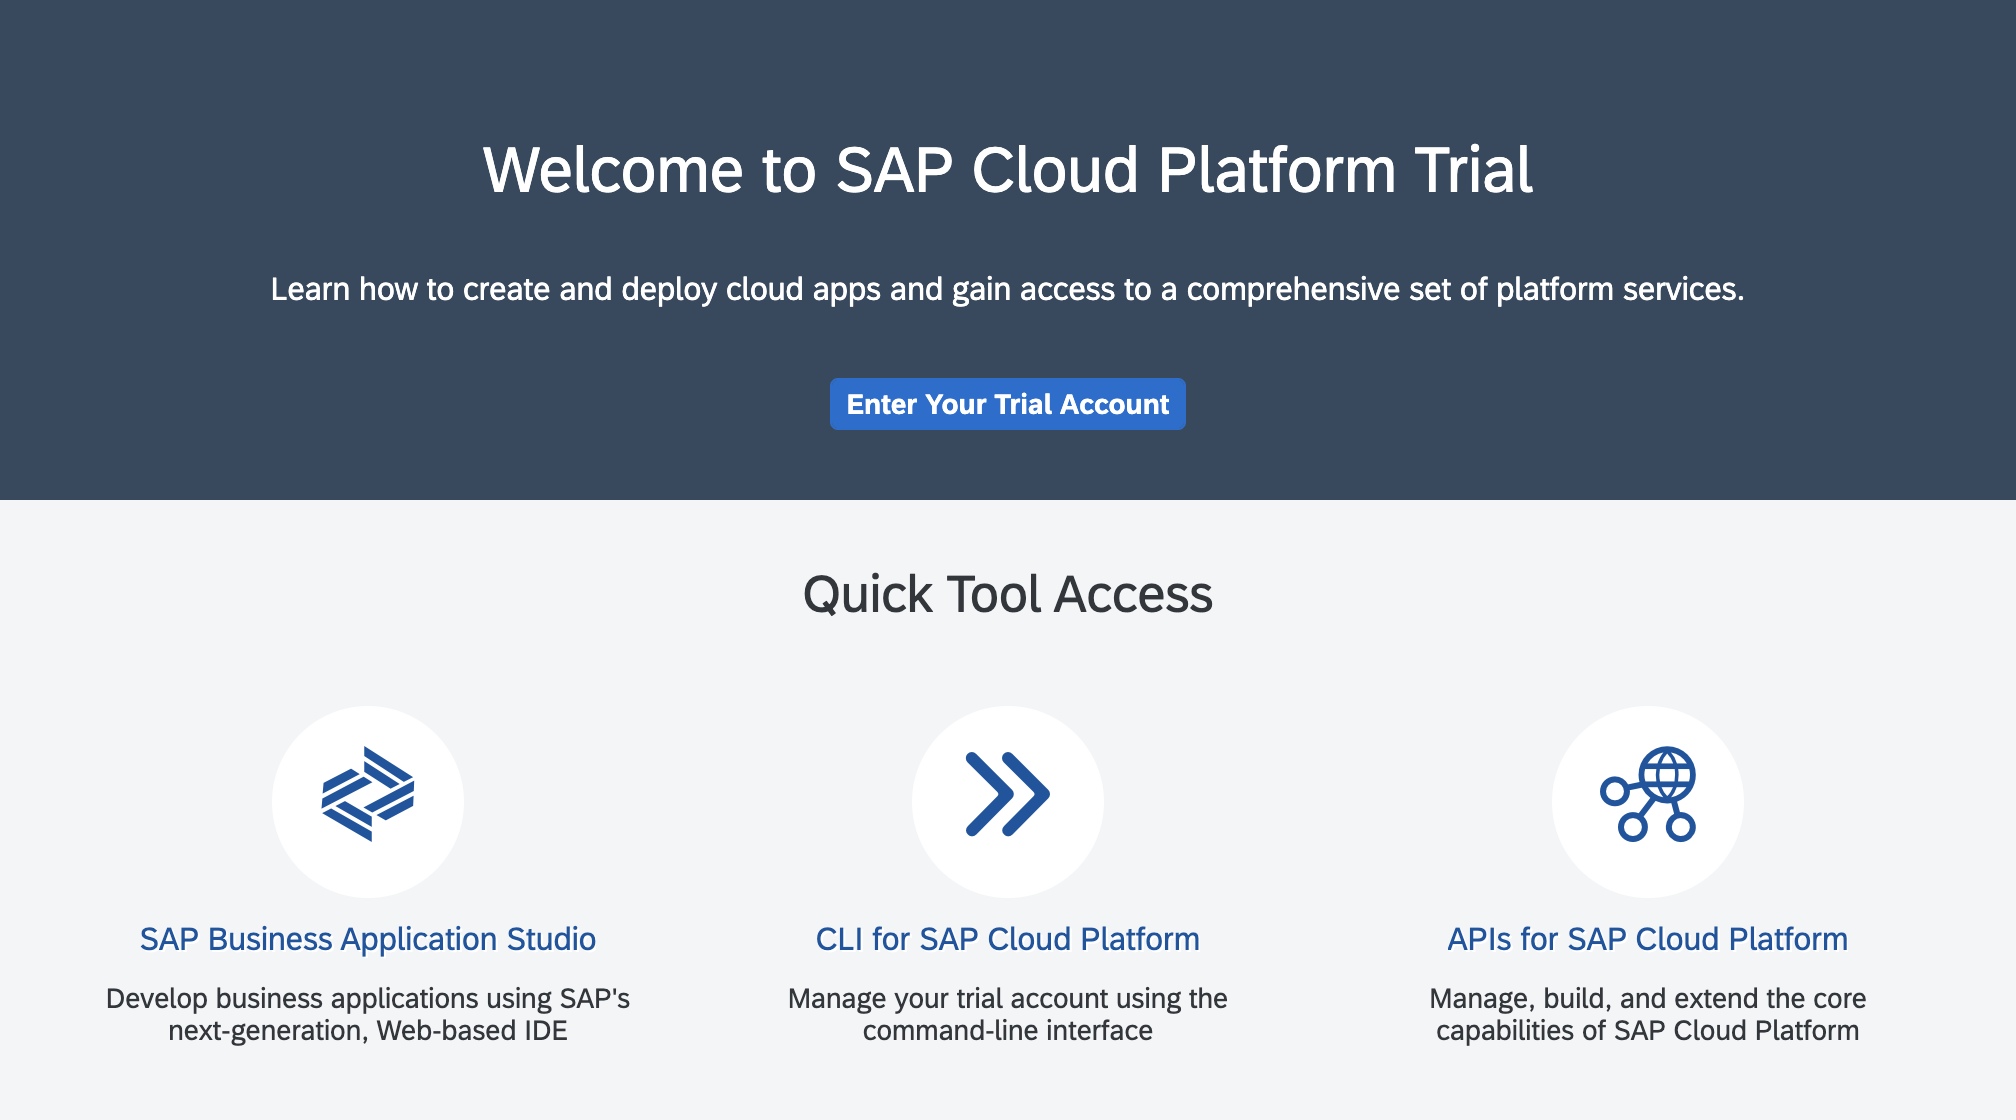 Welcome to SAP Cloud Platform Trial
Learn how to create and deploy cloud apps and gain access to a comprehensive set of platform services.
Enter Your Trial Account
Quick Tool Access
SAP Business Application Studio
Develop business applications using SAP's
next-generation, Web-based IDE
CLI for SAP Cloud Platform
Manage your trial account using the
command-line interface
APIs for SAP Cloud Platform
Manage, build, and extend the core
capabilities of SAP Cloud Platform